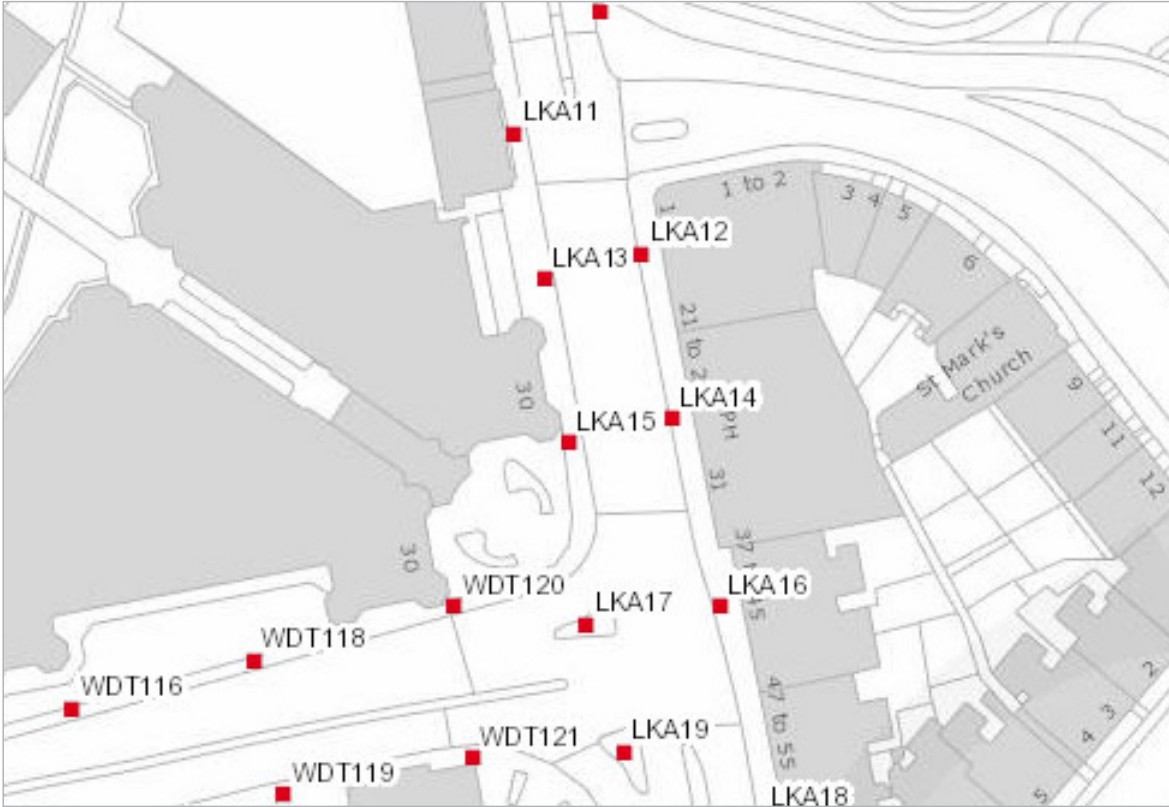 LKA11
1 to 2
3
4
5
1
LKA12
6
LKA13
21 to 2
St Mark's
Church
30
9
LKA14
PH
11
LKA15
31
12
30
37 t
45
WDT120
LKA16
LKA17
WDT118
2
WDT116
47 to 55
3
4
WDT121
LKA19
WDT119
LKA18
5